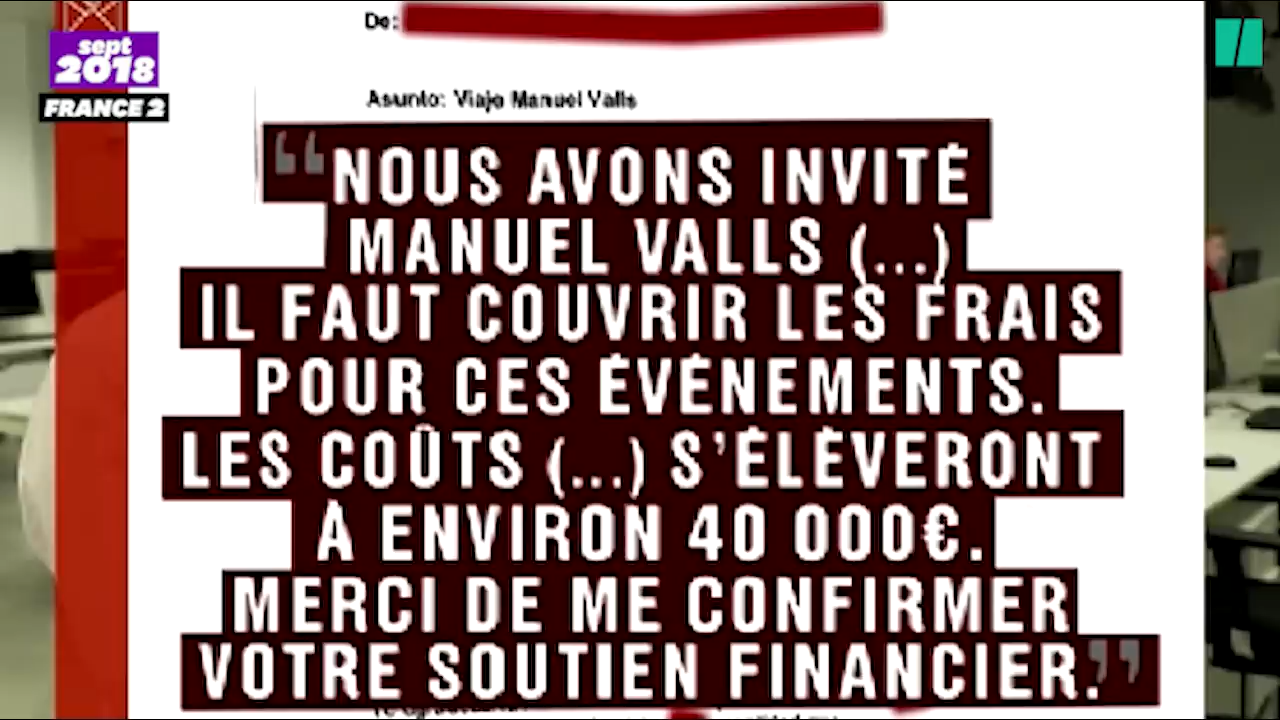 De:
sept
2018
FRANCE 2
Asunto: Viaje Manuel Valls
“NOUS AVONS INVITÉ
MANUEL VALLS (...)
IL FAUT COUVRIR LES FRAIS
POUR CES ÉVÉNEMENTS.
LES COÛTS (...) S'ÉLÈVERONT
À ENVIRON 40 000€.
MERCI DE ME CONFIRMER
VOTRE SOUTIEN FINANCIER.”